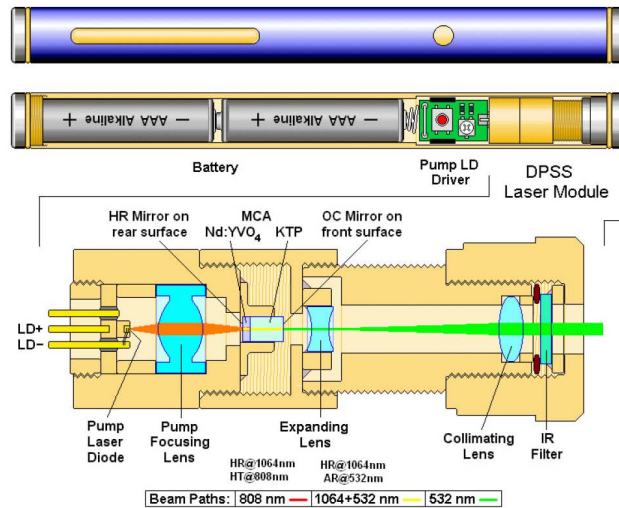 + AAA Alkaline −
+ AAA Alkaline −
Battery
Pump LD
Driver
DPSS
Laser Module
HR Mirror on
rear surface
MCA
Nd:YVO4 KTP
OC Mirror on
front surface
LD+
LD−
Pump
Laser
Diode
Pump
Focusing
Lens
Expanding
Lens
Collimating
Lens
IR
Filter
HR@1064nm
HT@808nm
HR@1064nm
AR@532nm
Beam Paths: 808 nm 1064+532 nm 532 nm